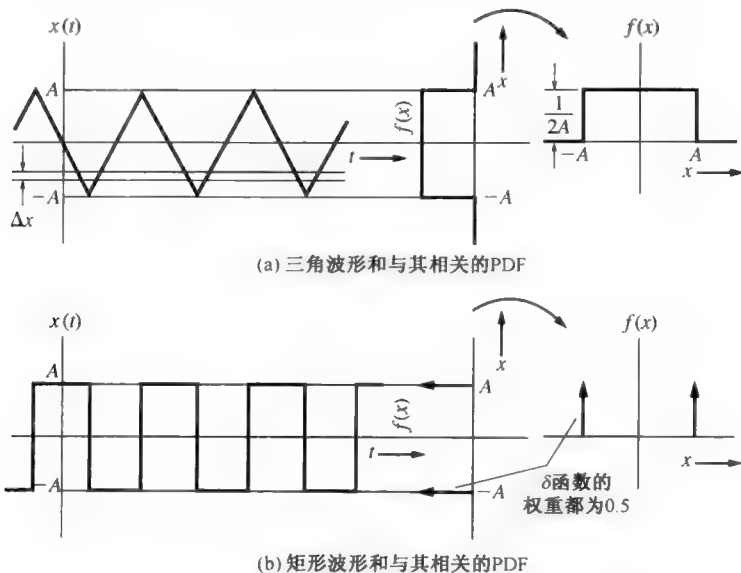 x(t)
f(x)
A
A
x
f(x)
1
2A
t
−A
A
−A
−A
x
Δx
(a) 三角波形和与其相关的PDF
x(t)
f(x)
x
A
A
f(x)
t
x
−A
−A
δ函数的
权重都为0.5
(b) 矩形波形和与其相关的PDF